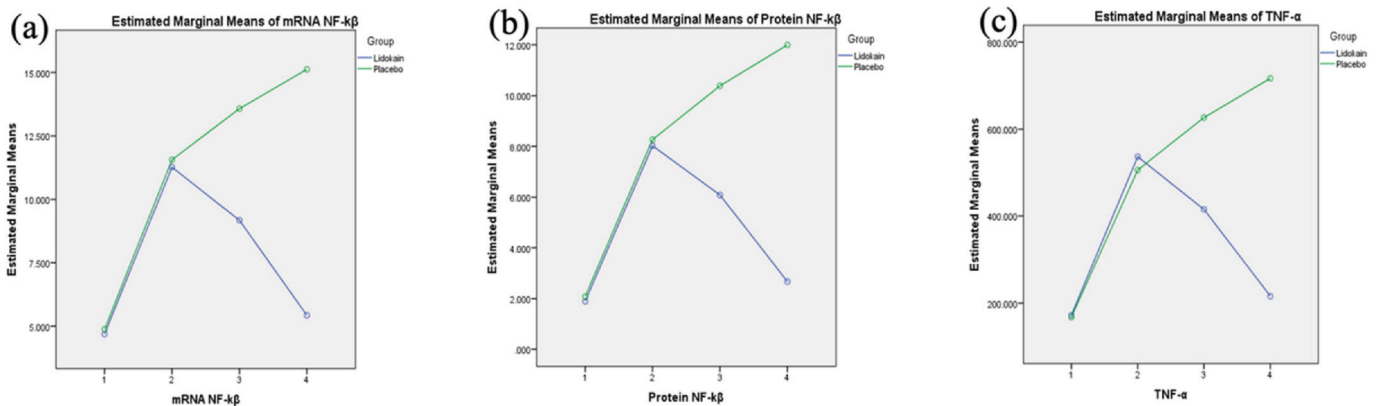 (a)
Estimated Marginal Means of mRNA NF-kβ
Group
Lidokain
Placebo
Estimated Marginal Means
15.000
12.500
10.000
7.500
5.000
1 2 3 4
mRNA NF-kβ
(b)
Estimated Marginal Means of Protein NF-kβ
Group
Lidokain
Placebo
Estimated Marginal Means
12.000
10.000
8.000
6.000
4.000
2.000
.000
1 2 3 4
Protein NF-kβ
(c)
Estimated Marginal Means of TNF-α
Group
Lidokain
Placebo
Estimated Marginal Means
800.000
600.000
400.000
200.000
1 2 3 4
TNF-α